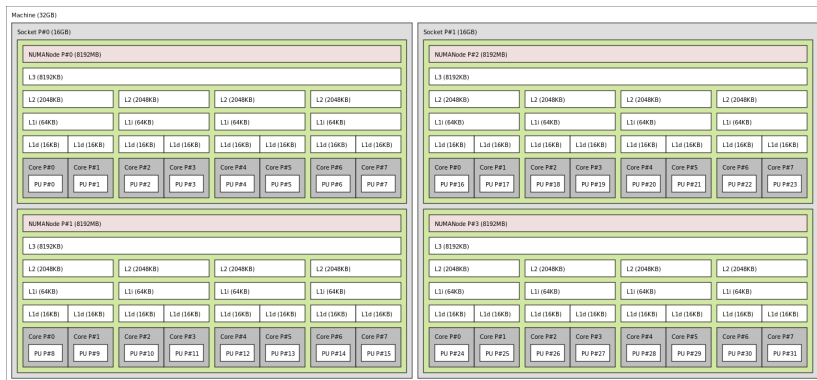 Machine (32GB)
Socket P#0 (16GB)
NUMANode P#0 (8192MB)
L3 (8192KB)
L2 (2048KB) L2 (2048KB) L2 (2048KB) L2 (2048KB)
L1i (64KB) L1i (64KB) L1i (64KB) L1i (64KB)
L1d (16KB) L1d (16KB) L1d (16KB) L1d (16KB) L1d (16KB) L1d (16KB) L1d (16KB) L1d (16KB)
Core P#0 Core P#1 Core P#2 Core P#3 Core P#4 Core P#5 Core P#6 Core P#7
PU P#0 PU P#1 PU P#2 PU P#3 PU P#4 PU P#5 PU P#6 PU P#7
NUMANode P#1 (8192MB)
L3 (8192KB)
L2 (2048KB) L2 (2048KB) L2 (2048KB) L2 (2048KB)
L1i (64KB) L1i (64KB) L1i (64KB) L1i (64KB)
L1d (16KB) L1d (16KB) L1d (16KB) L1d (16KB) L1d (16KB) L1d (16KB) L1d (16KB) L1d (16KB)
Core P#0 Core P#1 Core P#2 Core P#3 Core P#4 Core P#5 Core P#6 Core P#7
PU P#8 PU P#9 PU P#10 PU P#11 PU P#12 PU P#13 PU P#14 PU P#15
Socket P#1 (16GB)
NUMANode P#2 (8192MB)
L3 (8192KB)
L2 (2048KB) L2 (2048KB) L2 (2048KB) L2 (2048KB)
L1i (64KB) L1i (64KB) L1i (64KB) L1i (64KB)
L1d (16KB) L1d (16KB) L1d (16KB) L1d (16KB) L1d (16KB) L1d (16KB) L1d (16KB) L1d (16KB)
Core P#0 Core P#1 Core P#2 Core P#3 Core P#4 Core P#5 Core P#6 Core P#7
PU P#16 PU P#17 PU P#18 PU P#19 PU P#20 PU P#21 PU P#22 PU P#23
NUMANode P#3 (8192MB)
L3 (8192KB)
L2 (2048KB) L2 (2048KB) L2 (2048KB) L2 (2048KB)
L1i (64KB) L1i (64KB) L1i (64KB) L1i (64KB)
L1d (16KB) L1d (16KB) L1d (16KB) L1d (16KB) L1d (16KB) L1d (16KB) L1d (16KB) L1d (16KB)
Core P#0 Core P#1 Core P#2 Core P#3 Core P#4 Core P#5 Core P#6 Core P#7
PU P#24 PU P#25 PU P#26 PU P#27 PU P#28 PU P#29 PU P#30 PU P#31